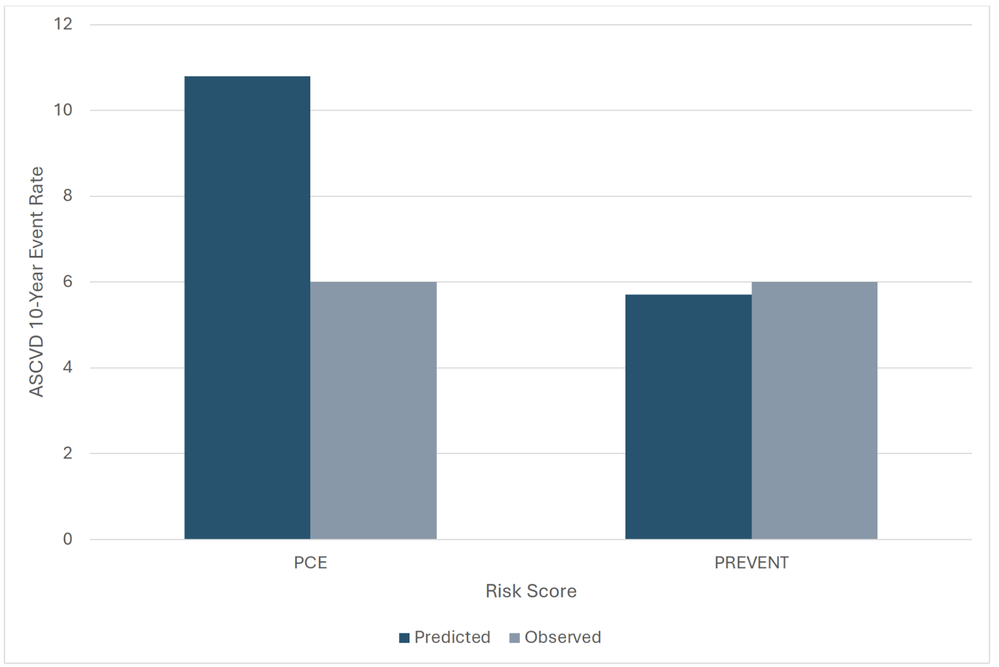 12
10
8
6
4
2
0
ASCVD 10-Year Event Rate
PCE
PREVENT
Risk Score
Predicted
Observed